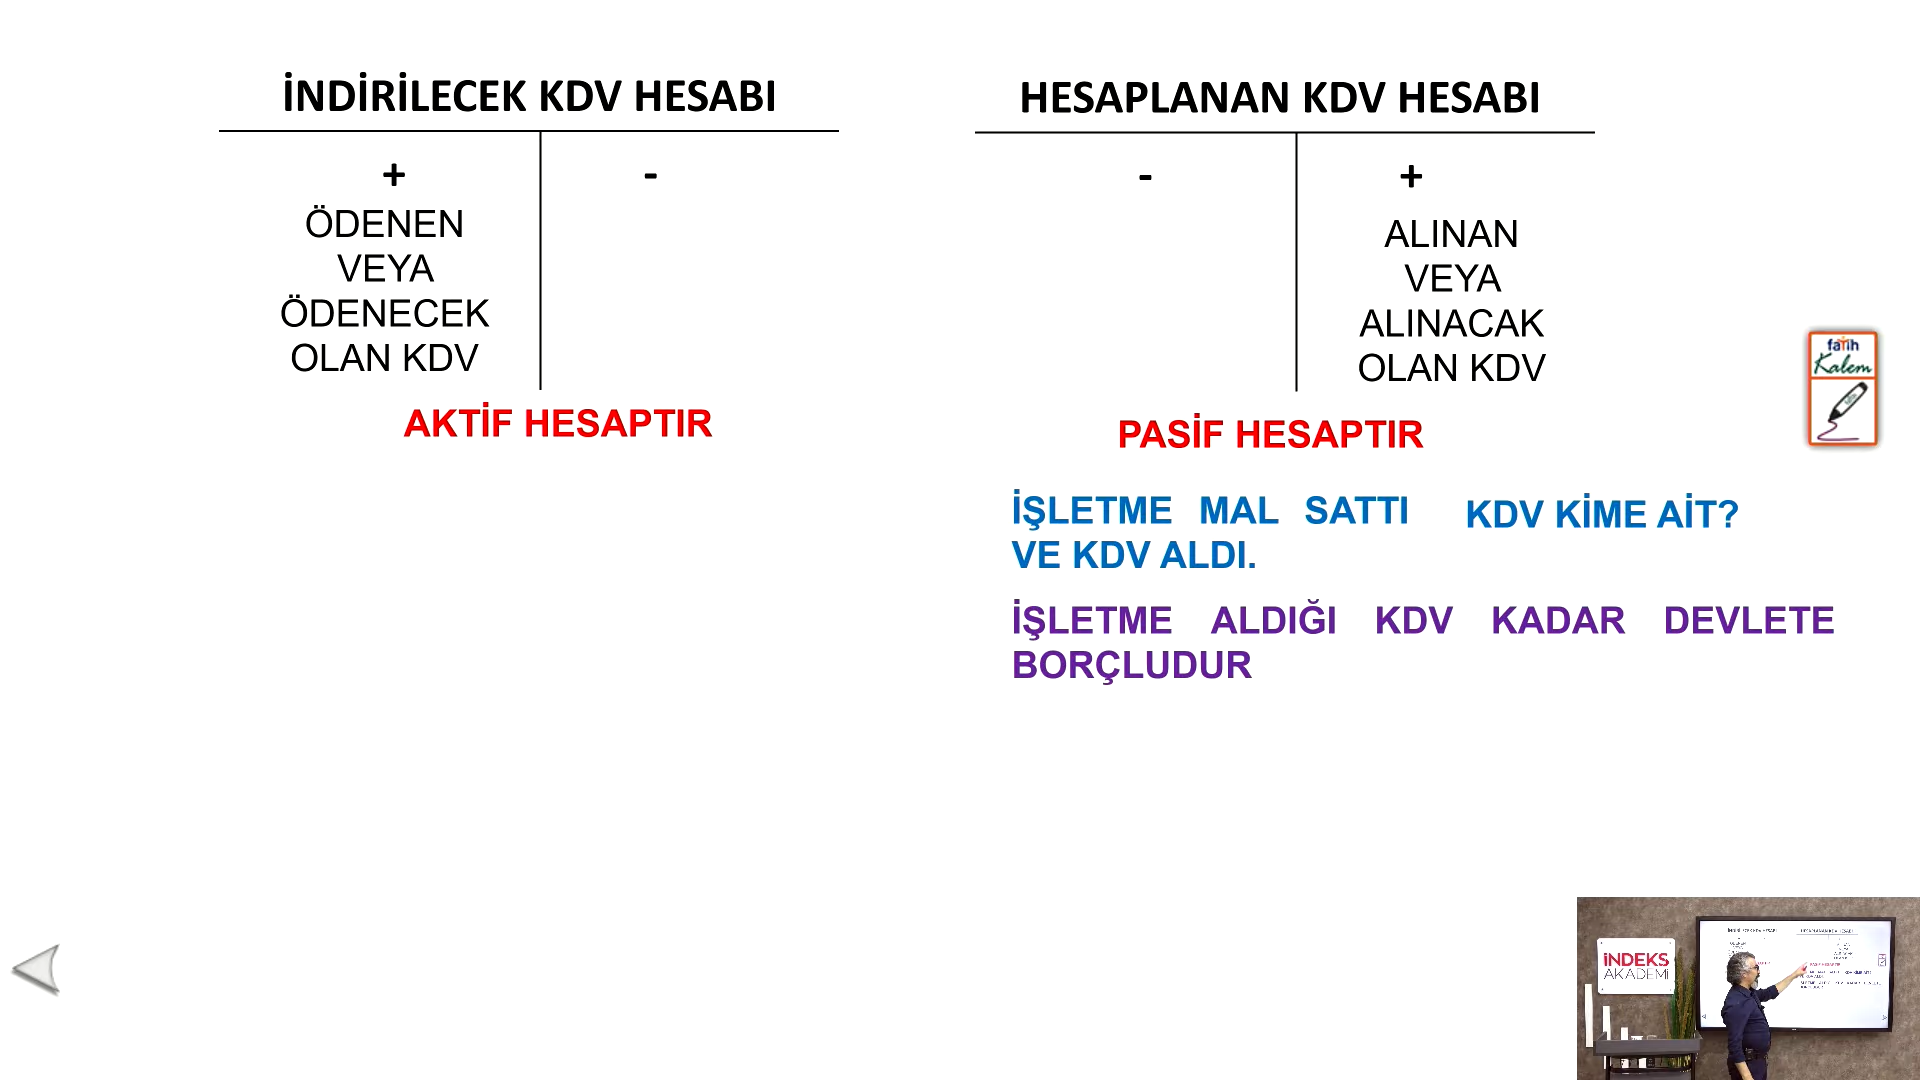 İNDİRİLECEK KDV HESABI
+
-
ÖDENEN
VEYA
ÖDENECEK
OLAN KDV
AKTİF HESAPTIR
HESAPLANAN KDV HESABI
-
+
ALINAN
VEYA
ALINACAK
OLAN KDV
PASİF HESAPTIR
İŞLETME MAL SATTI
VE KDV ALDI.
KDV KİME AİT?
İŞLETME ALDIĞI KDV KADAR DEVLETE
BORÇLUDUR
fatih
Kalem
İNDEKS
AKADEMİ